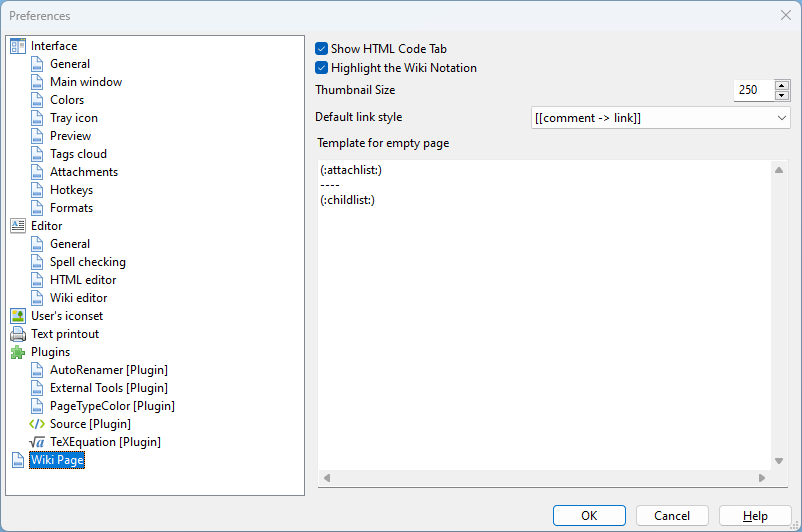 Preferences
Interface
General
Main window
Colors
Tray icon
Preview
Tags cloud
Attachments
Hotkeys
Formats
Editor
General
Spell checking
HTML editor
Wiki editor
User's iconset
Text printout
Plugins
AutoRenamer [Plugin]
External Tools [Plugin]
PageTypeColor [Plugin]
Source [Plugin]
TeXEquation [Plugin]
Wiki Page
Show HTML Code Tab
Highlight the Wiki Notation
Thumbnail Size 250
Default link style [[comment -> link]]
Template for empty page
(:attachlist:)
----
(:childlist:)
OK Cancel Help